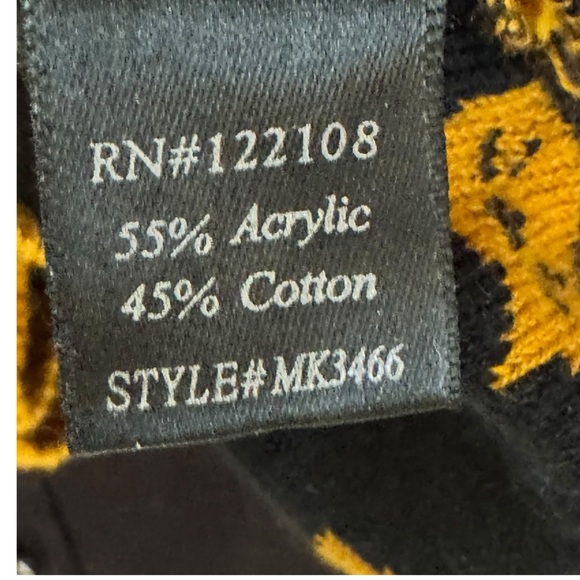 RN#122108
55% Acrylic
45% Cotton
STYLE#MK3466